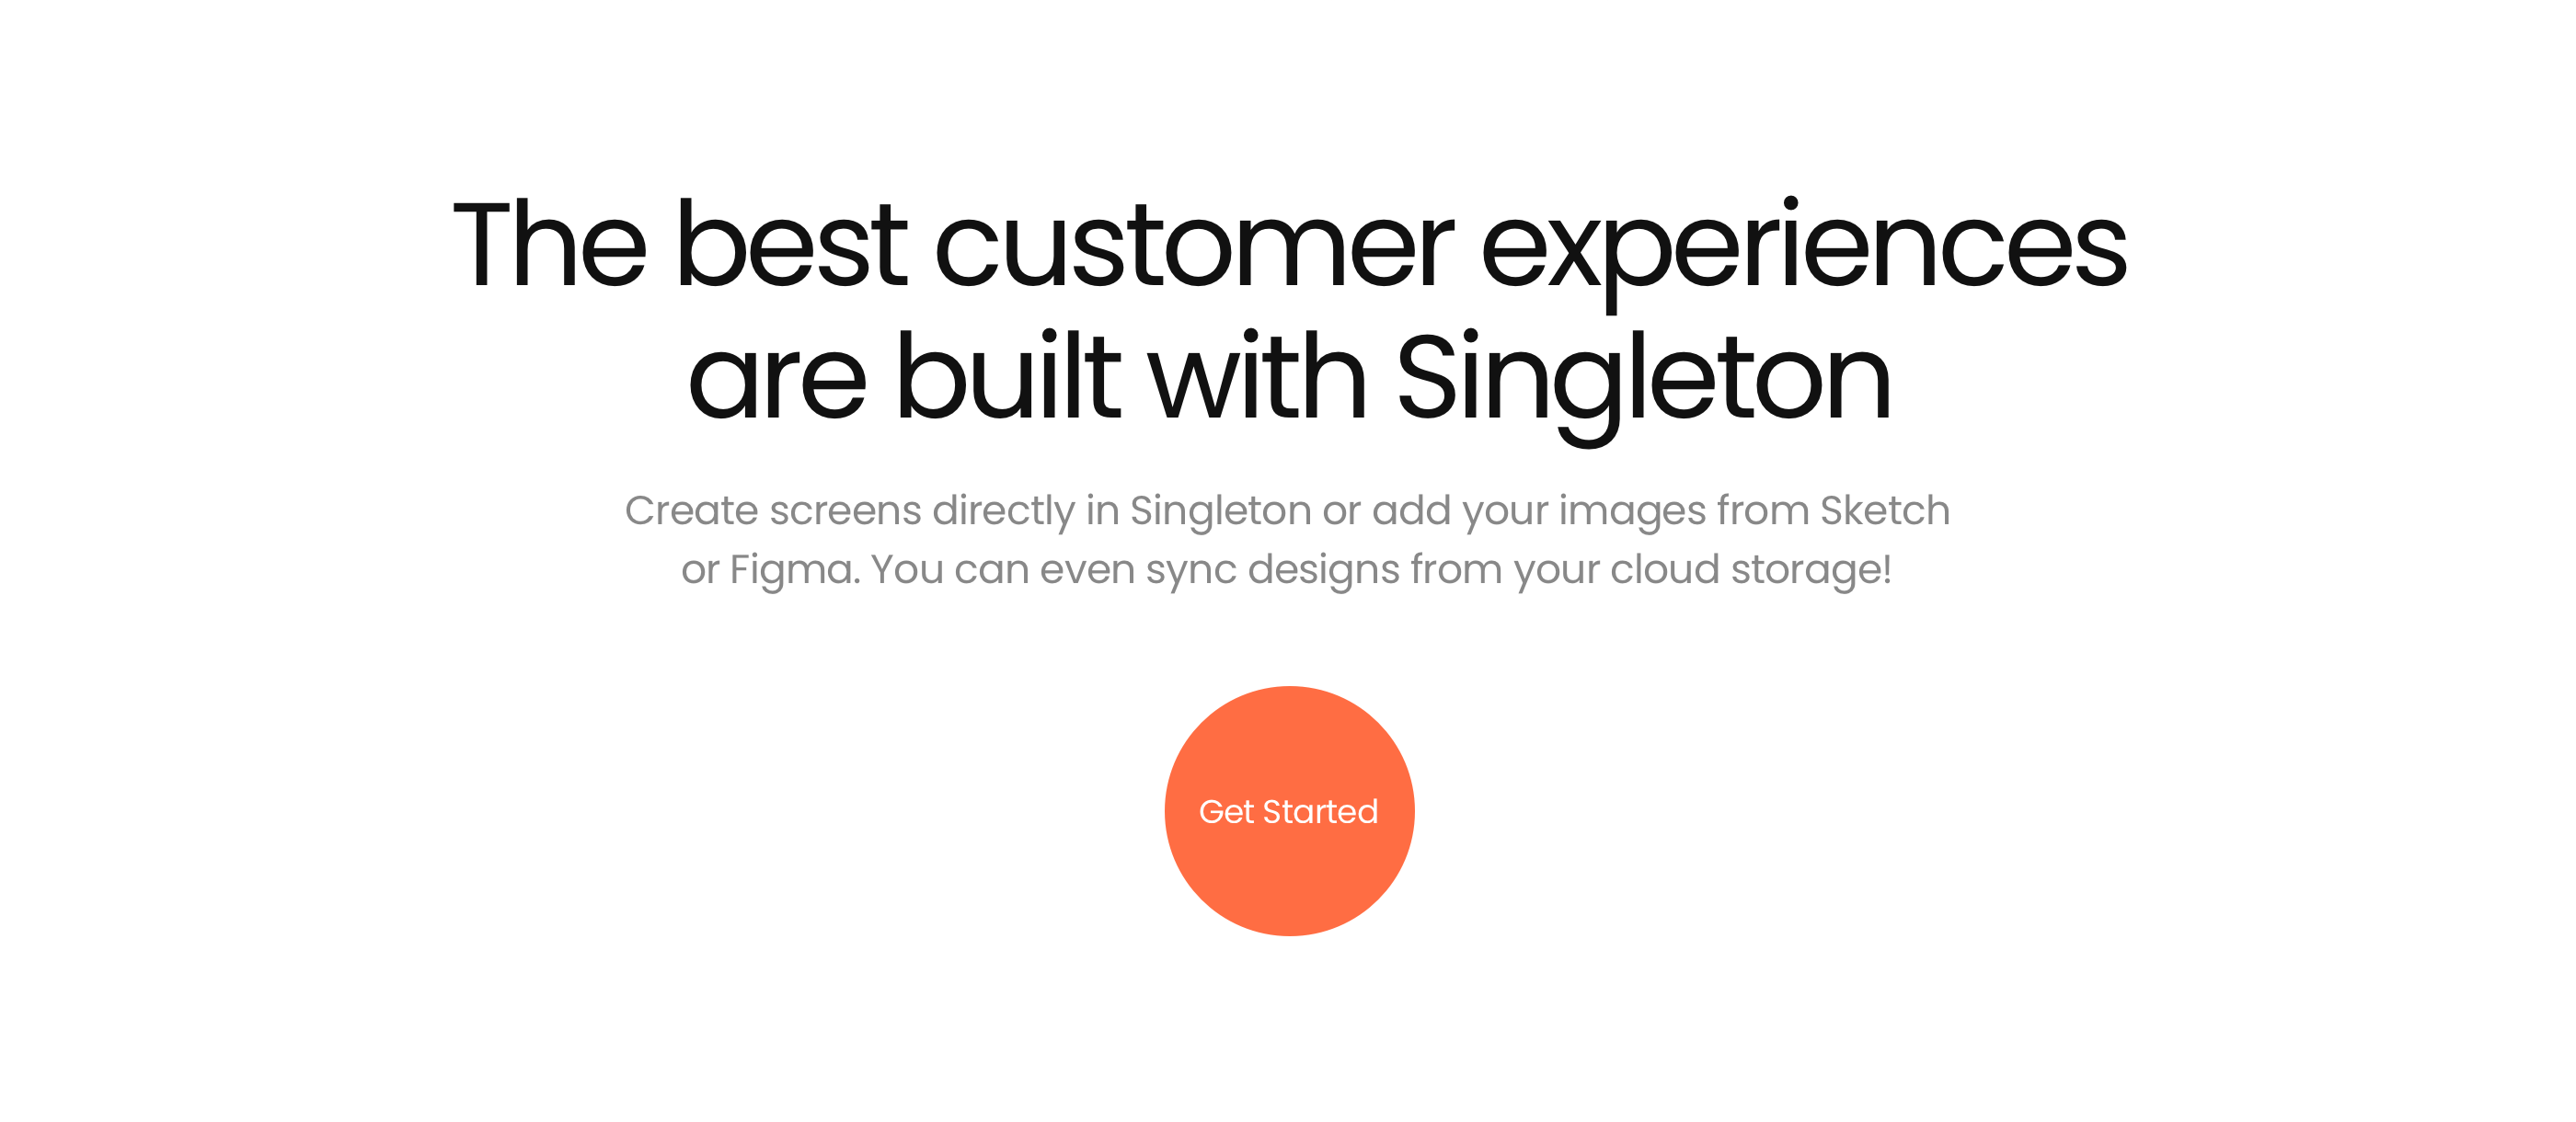 The best customer experiences
are built with Singleton
Create screens directly in Singleton or add your images from Sketch
or Figma. You can even sync designs from your cloud storage!
Get Started